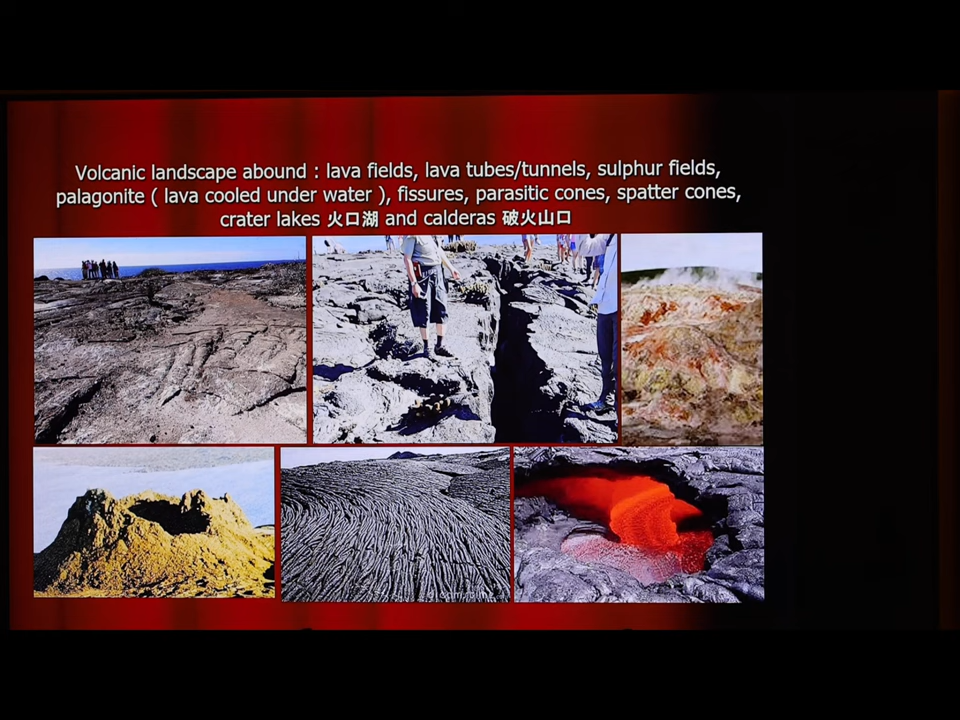 Volcanic landscape abound : lava fields, lava tubes/tunnels, sulphur fields,
palagonite ( lava cooled under water ), fissures, parasitic cones, spatter cones,
crater lakes 火口湖 and calderas 破火山口